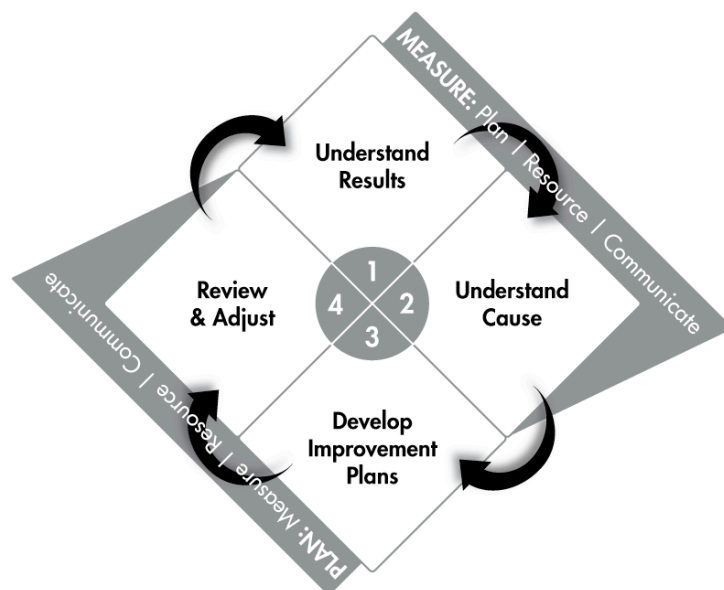 MEASURE: Plan | Resource | Communicate
Understand
Results
1
2
3
4
Understand
Cause
Develop
Improvement
Plans
Review
& Adjust
PLAN: Measure | Resource | Communicate